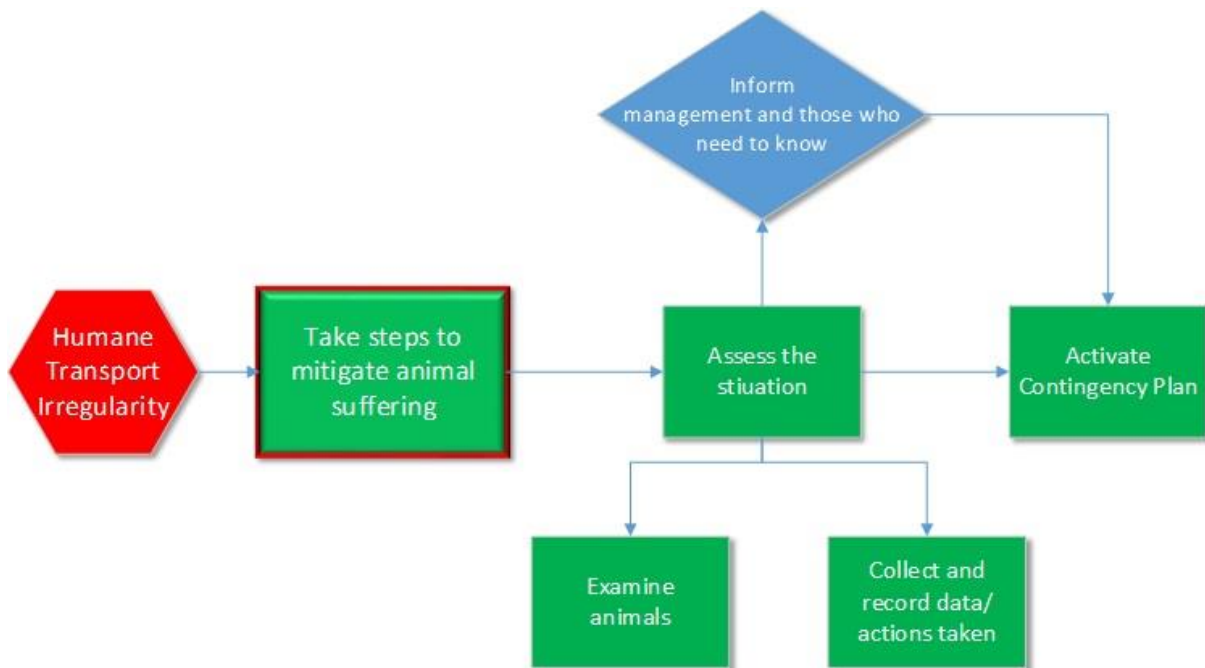 Inform
management and those who
need to know
Humane
Transport
Irregularity
Take steps to
mitigate animal
suffering
Assess the
stiuation
Activate
Contingency Plan
Examine
animals
Collect and
record data/
actions taken